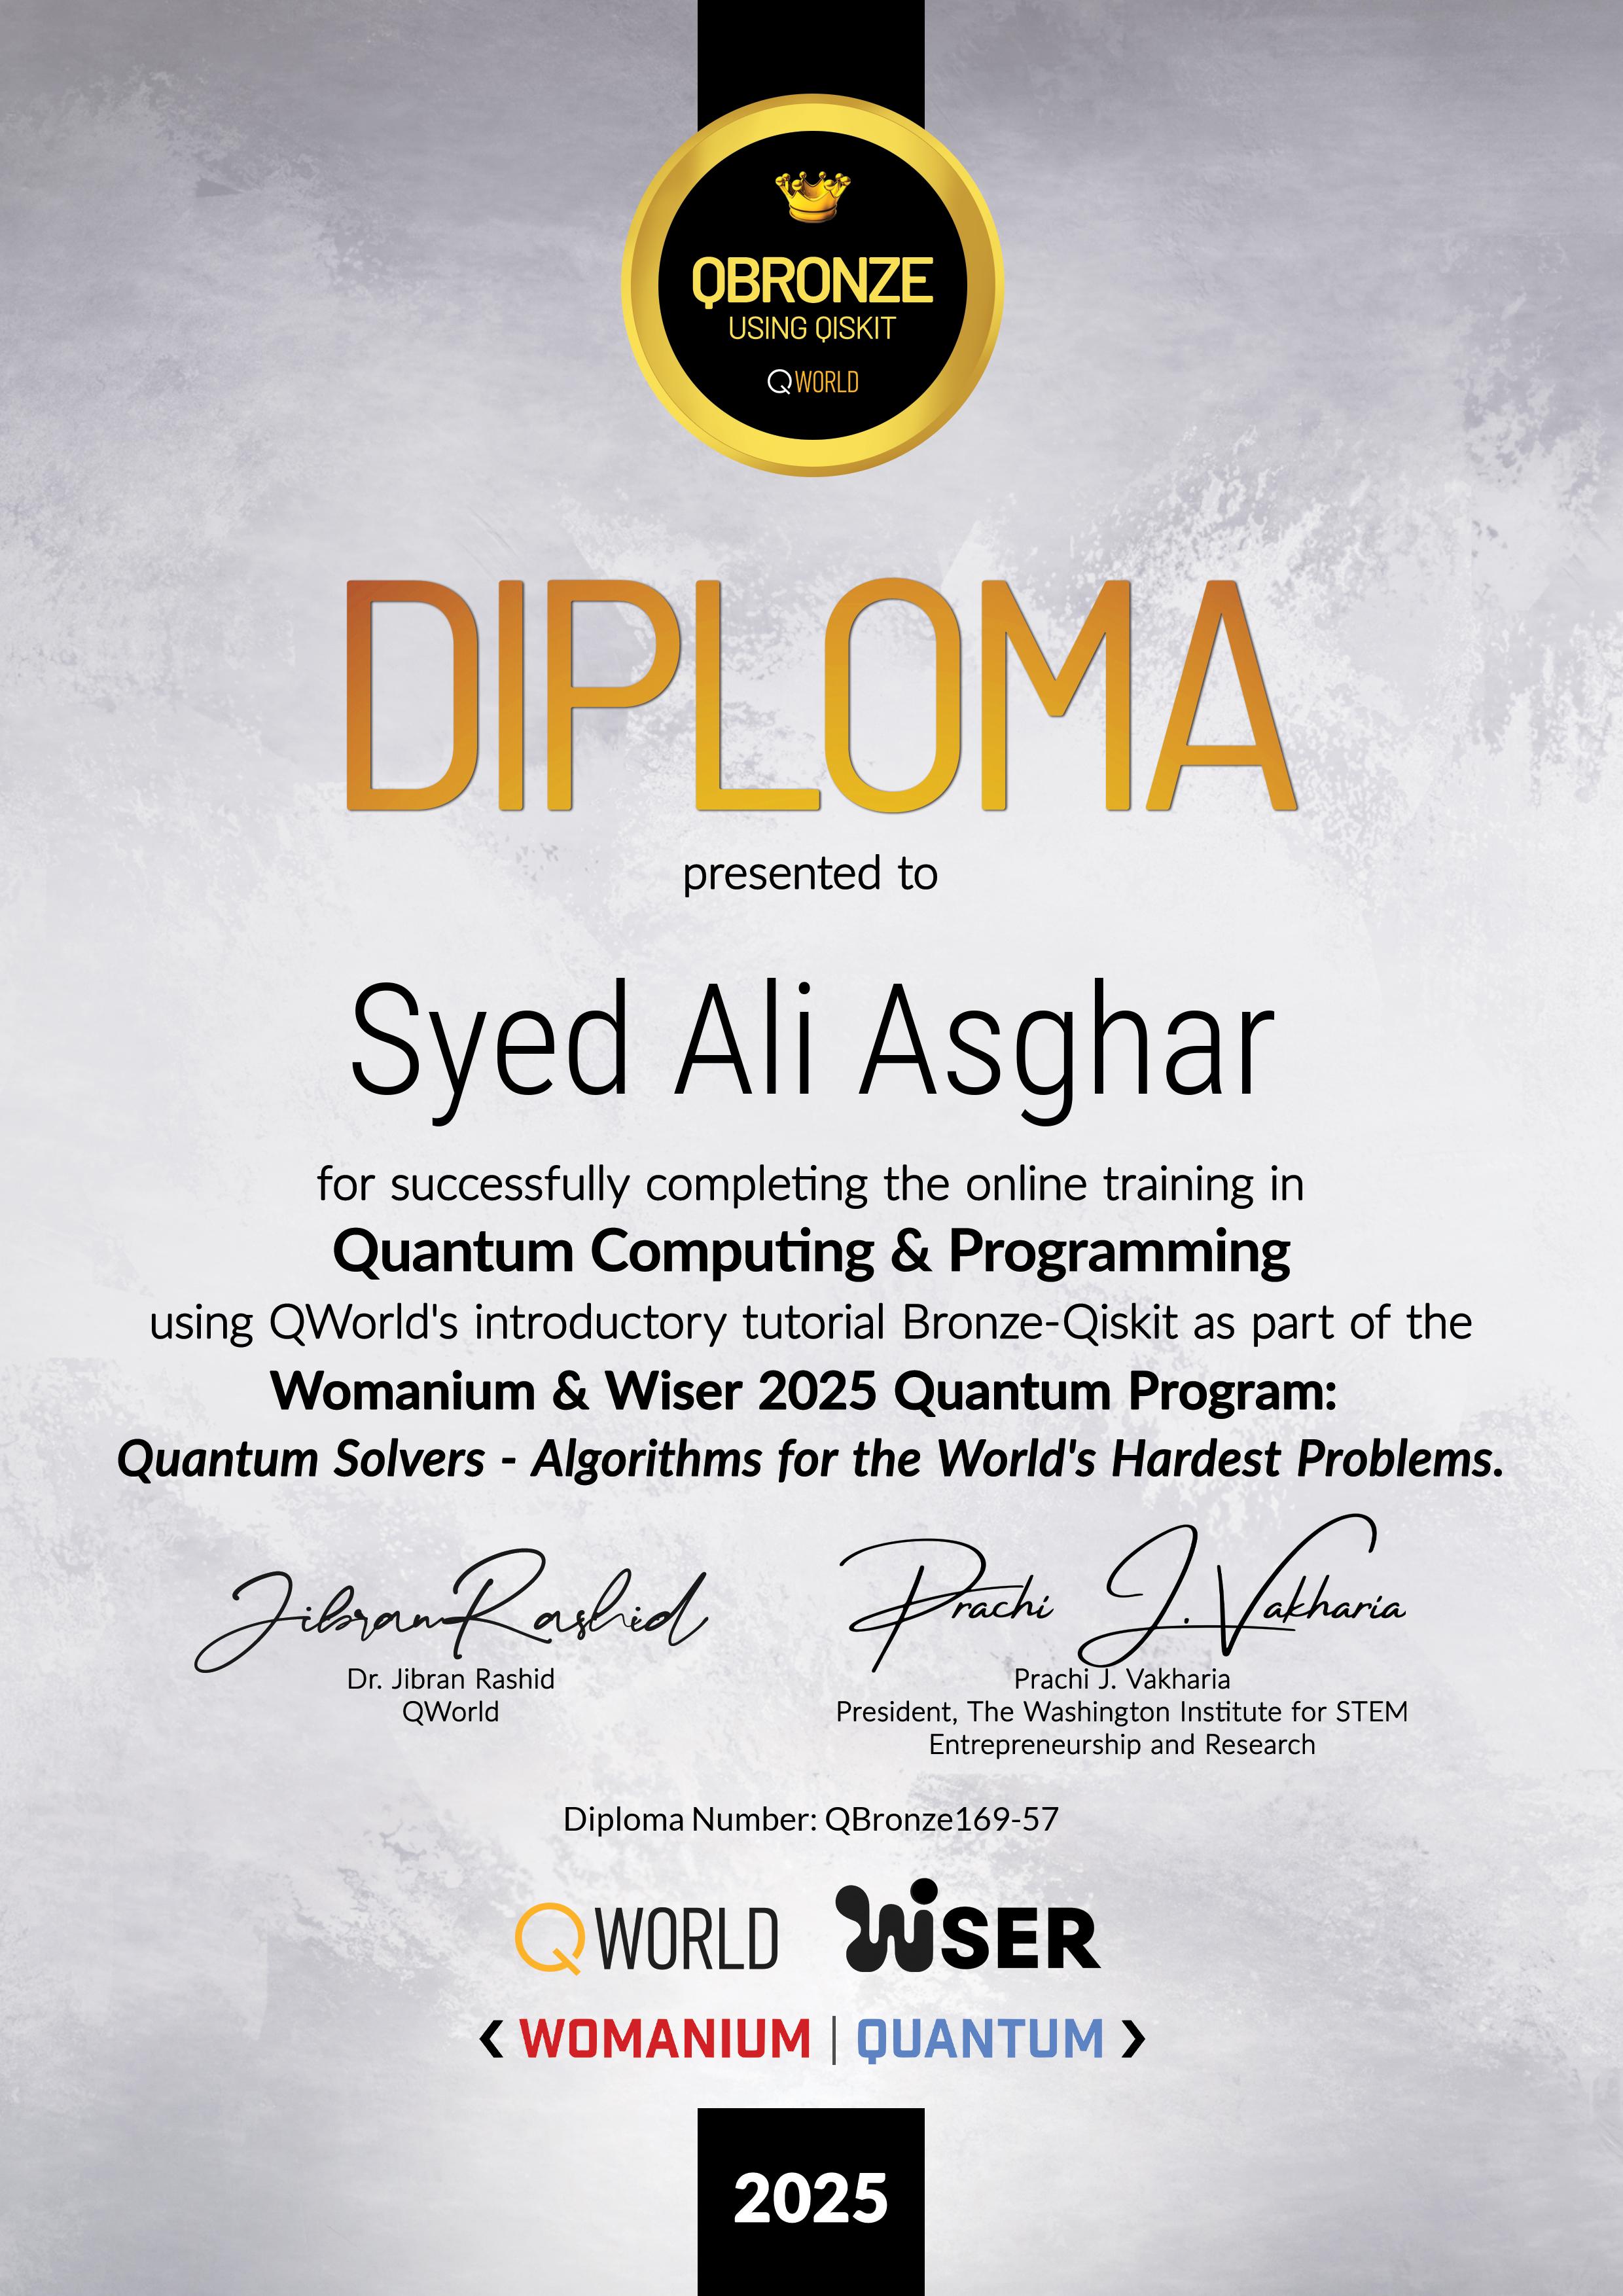 QBRONZE
USING QISKIT
QWORLD
DIPLOMA
presented to
Syed Ali Asghar
for successfully completing the online training in
Quantum Computing & Programming
using QWorld's introductory tutorial Bronze-Qiskit as part of the
Womanium & Wiser 2025 Quantum Program:
Quantum Solvers - Algorithms for the World's Hardest Problems.
Jibran Rashid Prachi J. Vakharia
Dr. Jibran Rashid Prachi J. Vakharia
QWorld President, The Washington Institute for STEM
Entrepreneurship and Research
Diploma Number: QBronze169-57
QWORLD WiSER
‹ WOMANIUM | QUANTUM ›
2025